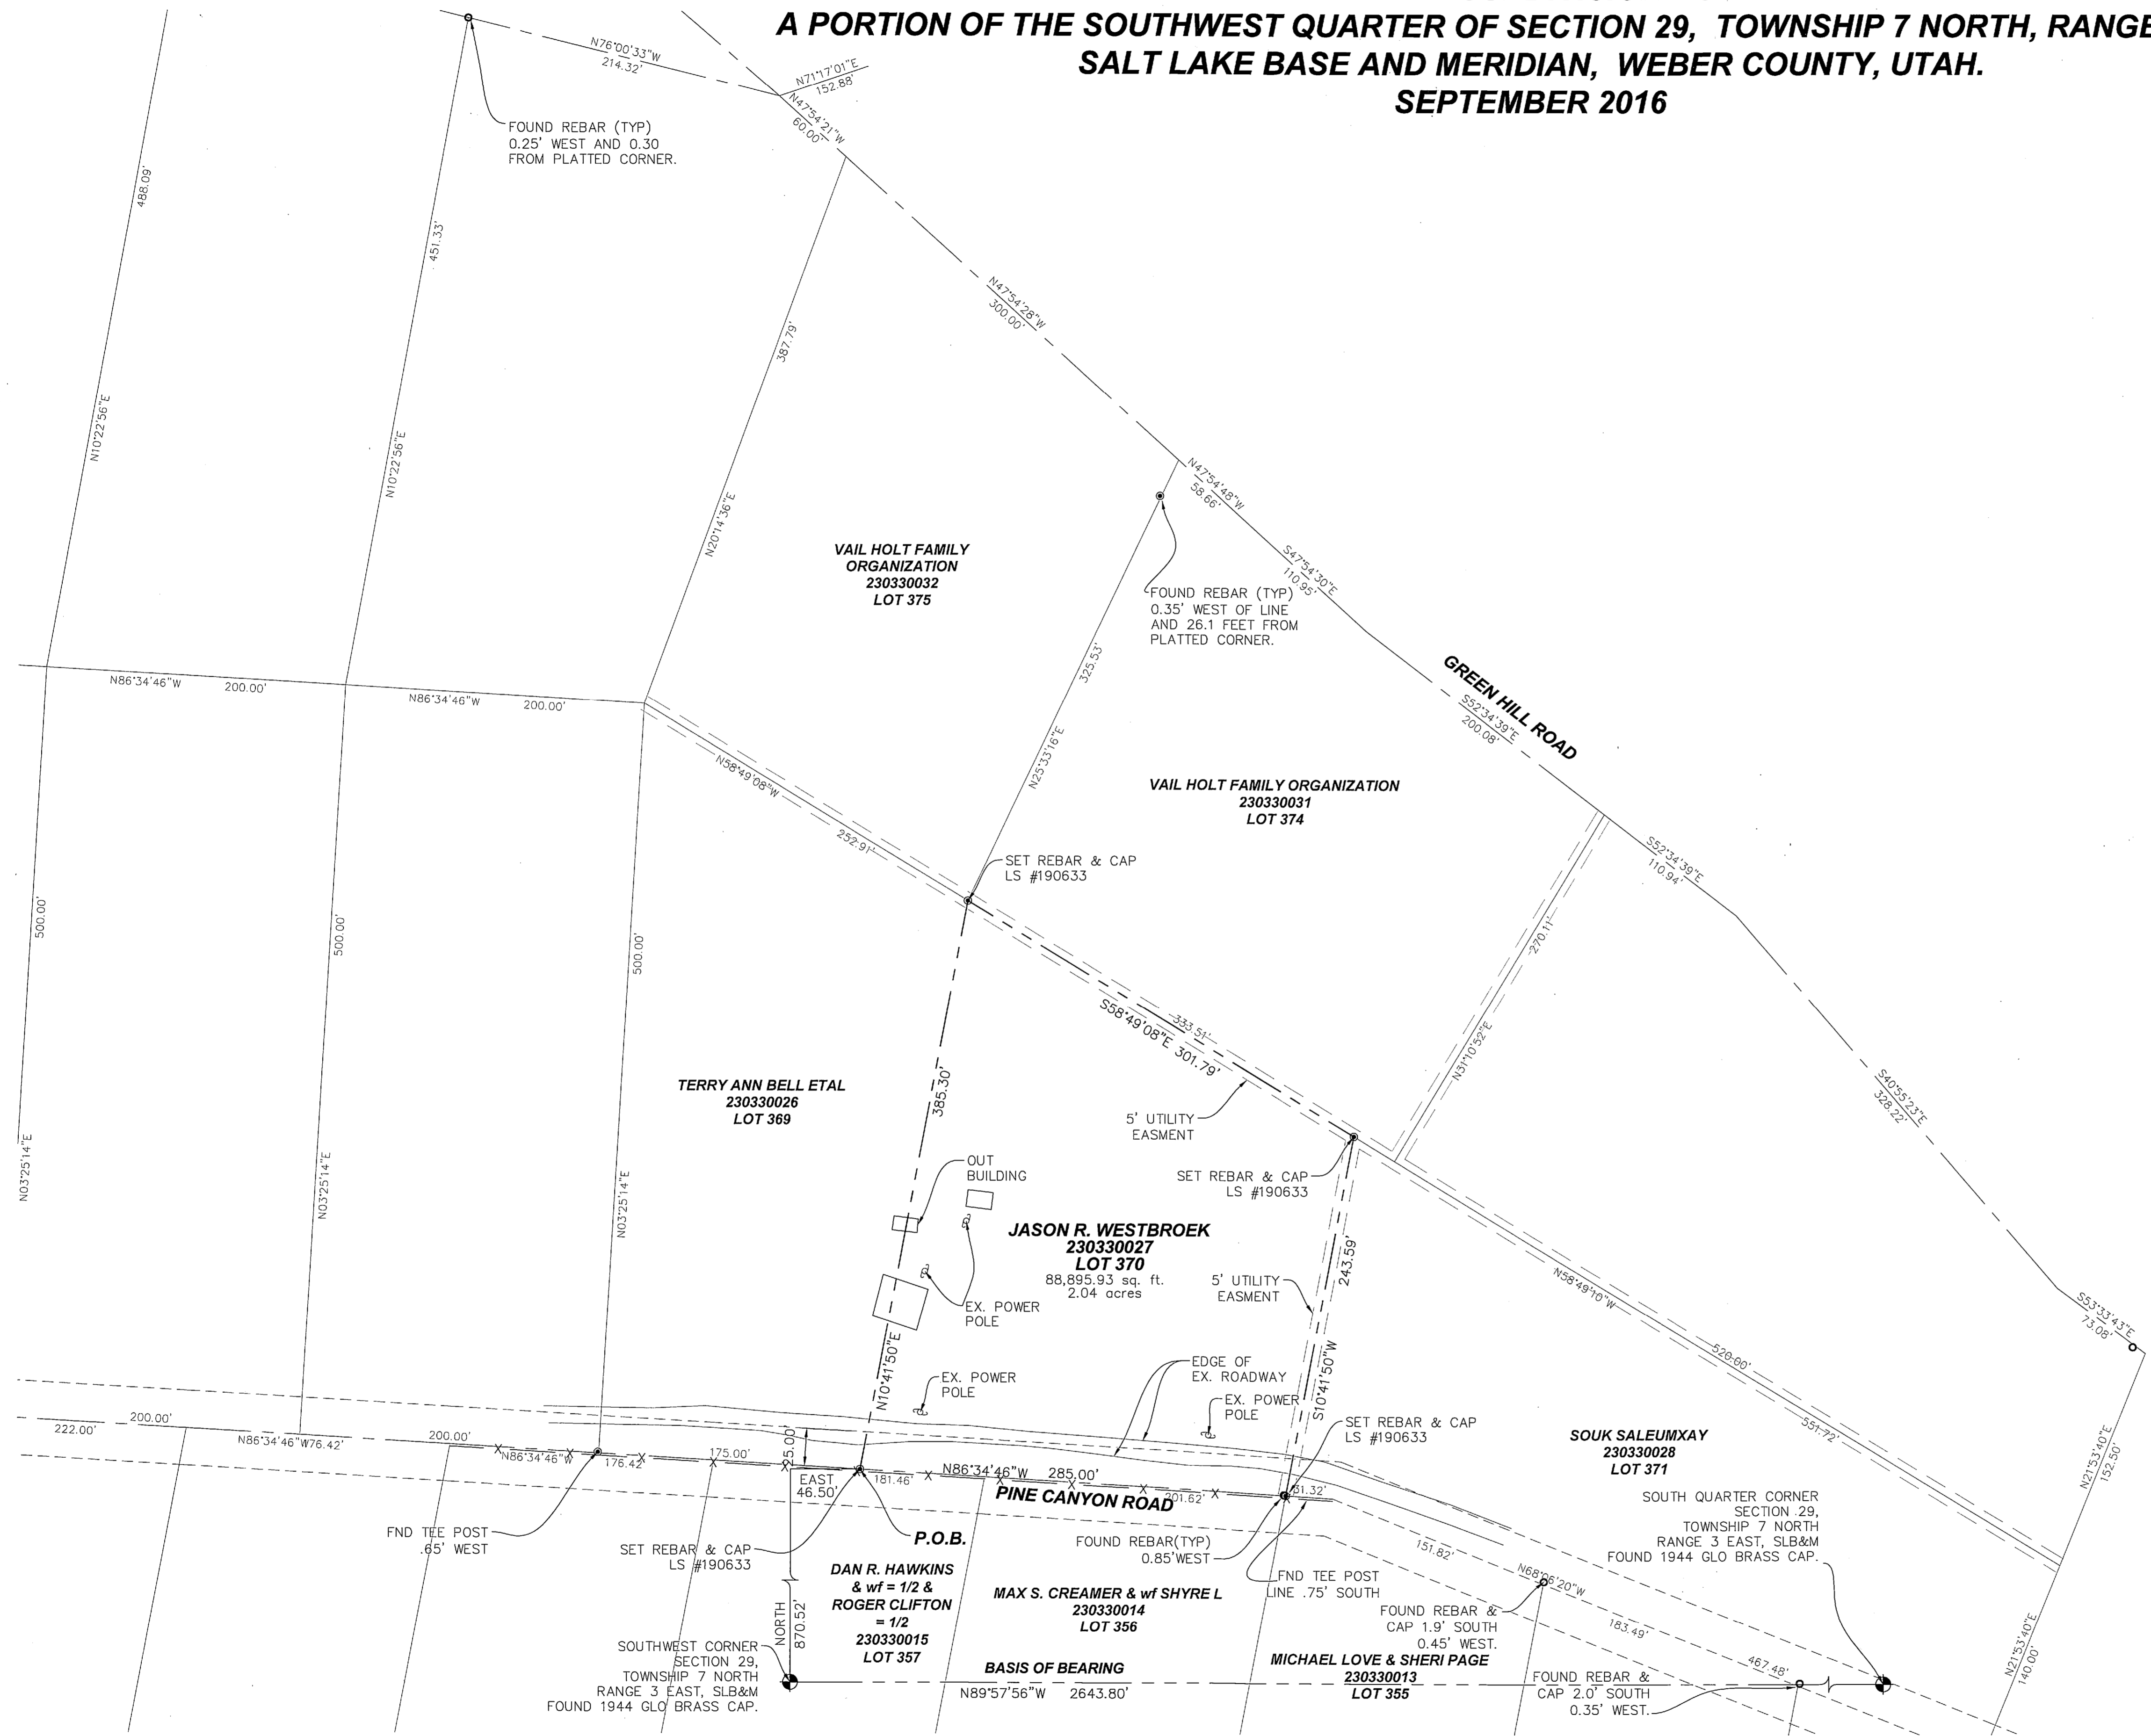 A PORTION OF THE SOUTHWEST QUARTER OF SECTION 29, TOWNSHIP 7 NORTH, RANGE
SALT LAKE BASE AND MERIDIAN, WEBER COUNTY, UTAH.
SEPTEMBER 2016
N76°00'33"W
214.32'
N71°17'01"E
152.88'
N47°54'21"W
60.00'
FOUND REBAR (TYP)
0.25' WEST AND 0.30
FROM PLATTED CORNER.
488.09'
451.33'
387.79'
N47°54'28"W
300.00'
N10°22'56"E
N10°22'56"E
N20°14'36"E
N47°54'48"W
58.66'
S47°54'30"E
110.95'
VAIL HOLT FAMILY
ORGANIZATION
230330032
LOT 375
FOUND REBAR (TYP)
0.35' WEST OF LINE
AND 26.1 FEET FROM
PLATTED CORNER.
325.53'
N25°33'16"E
GREEN HILL ROAD
S52°34'39"E
200.08'
N86°34'46"W 200.00'
N86°34'46"W 200.00'
N58°49'08"W
252.91'
VAIL HOLT FAMILY ORGANIZATION
230330031
LOT 374
S52°34'39"E
110.94'
SET REBAR & CAP
LS #190633
500.00'
500.00'
500.00'
270.11'
N31°10'52"E
333.51'
S58°49'08"E 301.79'
S40°55'23"E
328.22'
TERRY ANN BELL ETAL
230330026
LOT 369
385.30'
5' UTILITY
EASMENT
OUT
BUILDING
SET REBAR & CAP
LS #190633
N03°25'14"E
N03°25'14"E
N03°25'14"E
JASON R. WESTBROEK
230330027
LOT 370
88,895.93 sq. ft.
2.04 acres
5' UTILITY
EASMENT
243.59'
N58°49'10"W
EX. POWER
POLE
N10°41'50"E
S10°41'50"W
S53°33'43"E
73.08'
520.00'
551.72'
EDGE OF
EX. ROADWAY
EX. POWER
POLE
EX. POWER
POLE
SET REBAR & CAP
LS #190633
SOUK SALEUMXAY
230330028
LOT 371
N21°53'40"E
152.50'
222.00'
200.00'
N86°34'46"W
76.42'
200.00'
N86°34'46"W
176.42'
175.00'
25.00'
EAST
46.50'
181.46'
N86°34'46"W 285.00'
201.62'
31.32'
PINE CANYON ROAD
P.O.B.
FND TEE POST
.65' WEST
SET REBAR & CAP
LS #190633
FOUND REBAR(TYP)
0.85'WEST
FND TEE POST
LINE .75' SOUTH
151.82'
N68°06'20"W
SOUTH QUARTER CORNER
SECTION 29,
TOWNSHIP 7 NORTH
RANGE 3 EAST, SLB&M
FOUND 1944 GLO BRASS CAP.
DAN R. HAWKINS
& wf = 1/2 &
ROGER CLIFTON
= 1/2
230330015
LOT 357
MAX S. CREAMER & wf SHYRE L
230330014
LOT 356
FOUND REBAR &
CAP 1.9' SOUTH
0.45' WEST.
183.49'
NORTH
870.52'
SOUTHWEST CORNER
SECTION 29,
TOWNSHIP 7 NORTH
RANGE 3 EAST, SLB&M
FOUND 1944 GLO BRASS CAP.
BASIS OF BEARING
N89°57'56"W 2643.80'
MICHAEL LOVE & SHERI PAGE
230330013
LOT 355
FOUND REBAR &
CAP 2.0' SOUTH
0.35' WEST.
467.48'
N21°53'40"E
140.00'